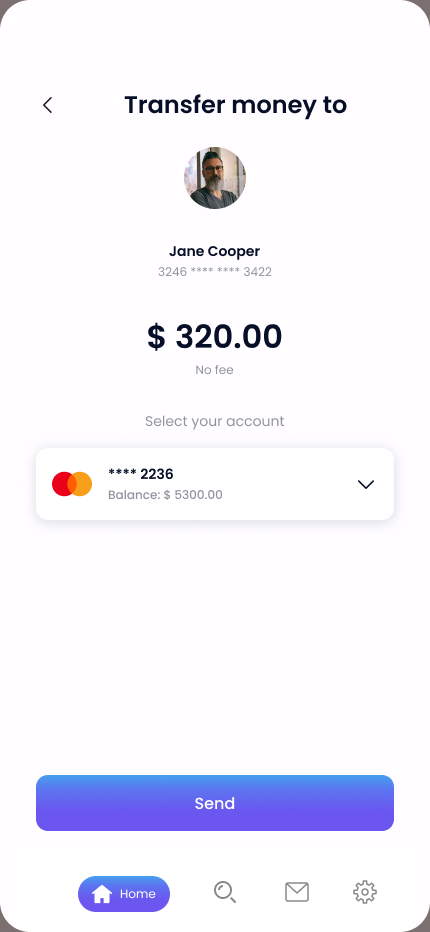 Transfer money to
Jane Cooper
3246 **** **** 3422
$ 320.00
No fee
Select your account
**** 2236
Balance: $ 5300.00
Send
Home